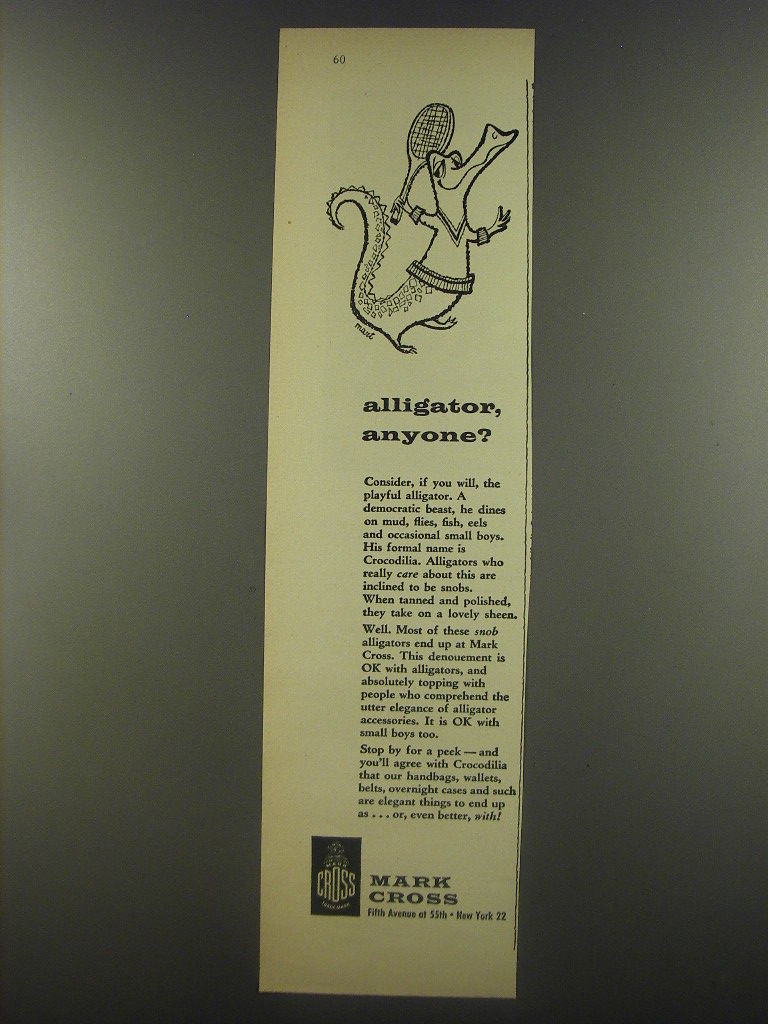 60
mart
alligator,
anyone?
Consider, if you will, the
playful alligator. A
democratic beast, he dines
on mud, flies, fish, eels
and occasional small boys.
His formal name is
Crocodilia. Alligators who
really care about this are
inclined to be snobs.
When tanned and polished,
they take on a lovely sheen.
Well. Most of these snob
alligators end up at Mark
Cross. This denouement is
OK with alligators, and
absolutely topping with
people who comprehend the
utter elegance of alligator
accessories. It is OK with
small boys too.
Stop by for a peek — and
you'll agree with Crocodilia
that our handbags, wallets,
belts, overnight cases and such
are elegant things to end up
as . . . or, even better, with!
MARK
CROSS
TRADE MARK
MARK
CROSS
Fifth Avenue at 55th • New York 22